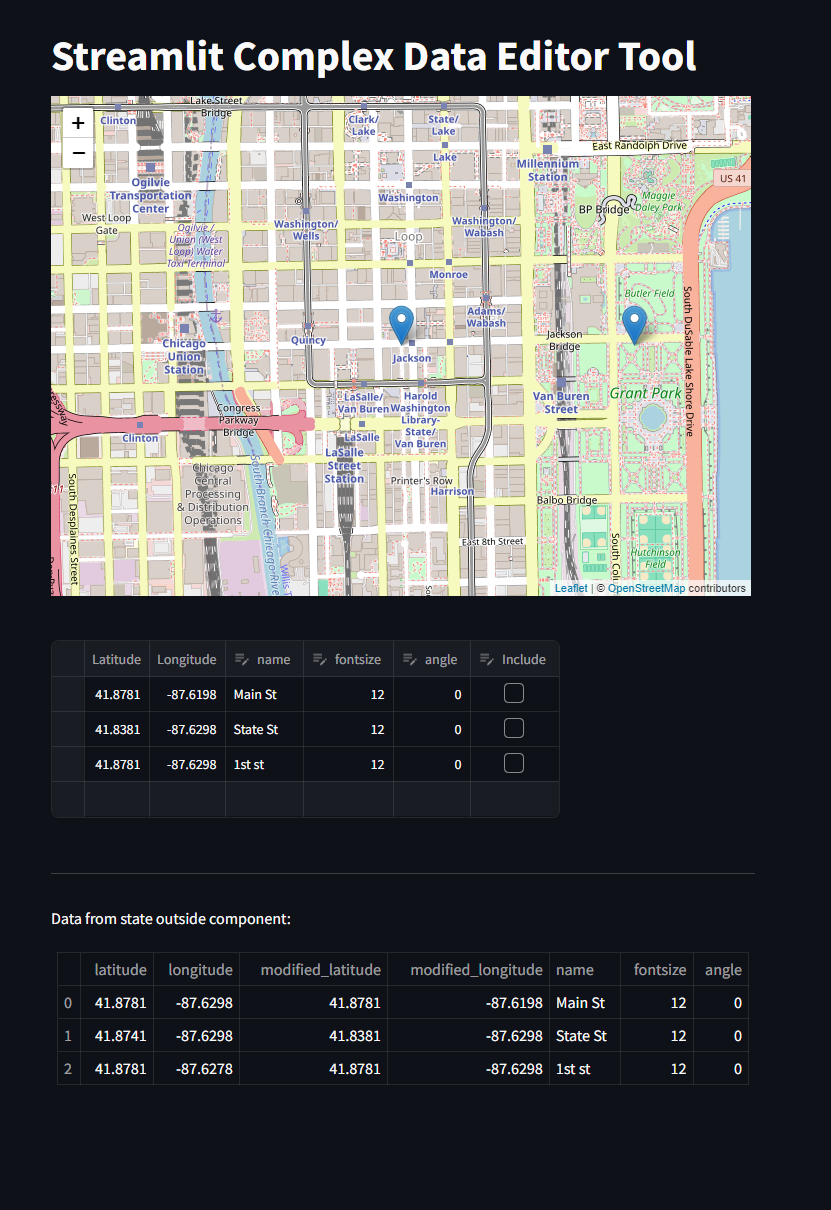 Streamlit Complex Data Editor Tool
+
−
Clinton
Lake Street
Bridge
Clark/
Lake
State/
Lake
Lake
East Randolph Drive
Millennium
Station
US 41
Ogilvie
Transportation
Center
Washington
Maggie
Daley Park
BP Bridge
West Loop
Gate
Ogilvie /
Union (West
Loop) Water
Taxi Terminal
Washington/
Wells
Washington/
Wabash
Loop
Monroe
Butler Field
South DuSable Lake Shore Drive
Adams/
Wabash
Chicago
Union
Station
Quincy
Jackson
Jackson
Bridge
Grant Park
Van Buren
Street
LaSalle/
Van Buren
Harold
Washington
Library-
State/
Van Buren
Congress
Parkway
Bridge
Clinton
LaSalle
LaSalle
Street
Station
Chicago
Central
Processing
& Distribution
Operations
South Branch Chicago River
Printer's Row
Harrison
Balbo Bridge
South Desplaines Street
East 8th Street
Hutchinson
Field
South Col
Willis T
Leaflet | © OpenStreetMap contributors
Latitude Longitude name fontsize angle Include
41.8781 -87.6198 Main St 12 0
41.8381 -87.6298 State St 12 0
41.8781 -87.6298 1st st 12 0
Data from state outside component:
latitude longitude modified_latitude modified_longitude name fontsize angle
0 41.8781 -87.6298 41.8781 -87.6198 Main St 12 0
1 41.8741 -87.6298 41.8381 -87.6298 State St 12 0
2 41.8781 -87.6278 41.8781 -87.6298 1st st 12 0